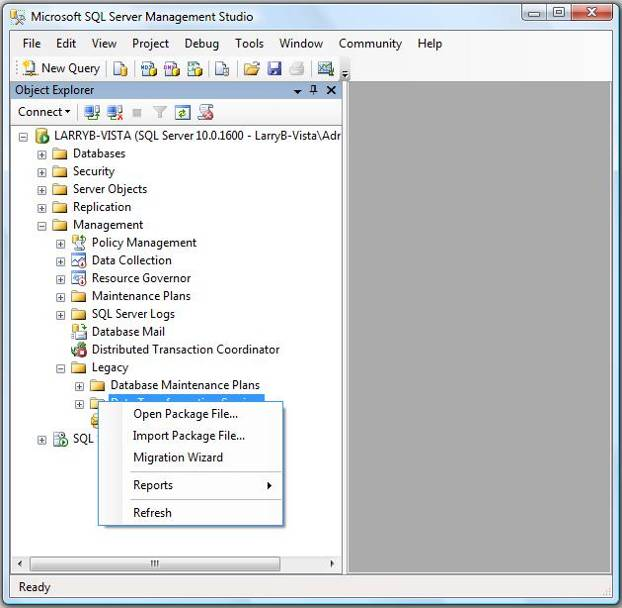 Microsoft SQL Server Management Studio
File Edit View Project Debug Tools Window Community Help
New Query
Object Explorer
Connect
LARRYB-VISTA (SQL Server 10.0.1600 - LarryB-Vista\Adr
Databases
Security
Server Objects
Replication
Management
Policy Management
Data Collection
Resource Governor
Maintenance Plans
SQL Server Logs
Database Mail
Distributed Transaction Coordinator
Legacy
Database Maintenance Plans
Open Package File...
Import Package File...
SQL
Migration Wizard
Reports
Refresh
Ready